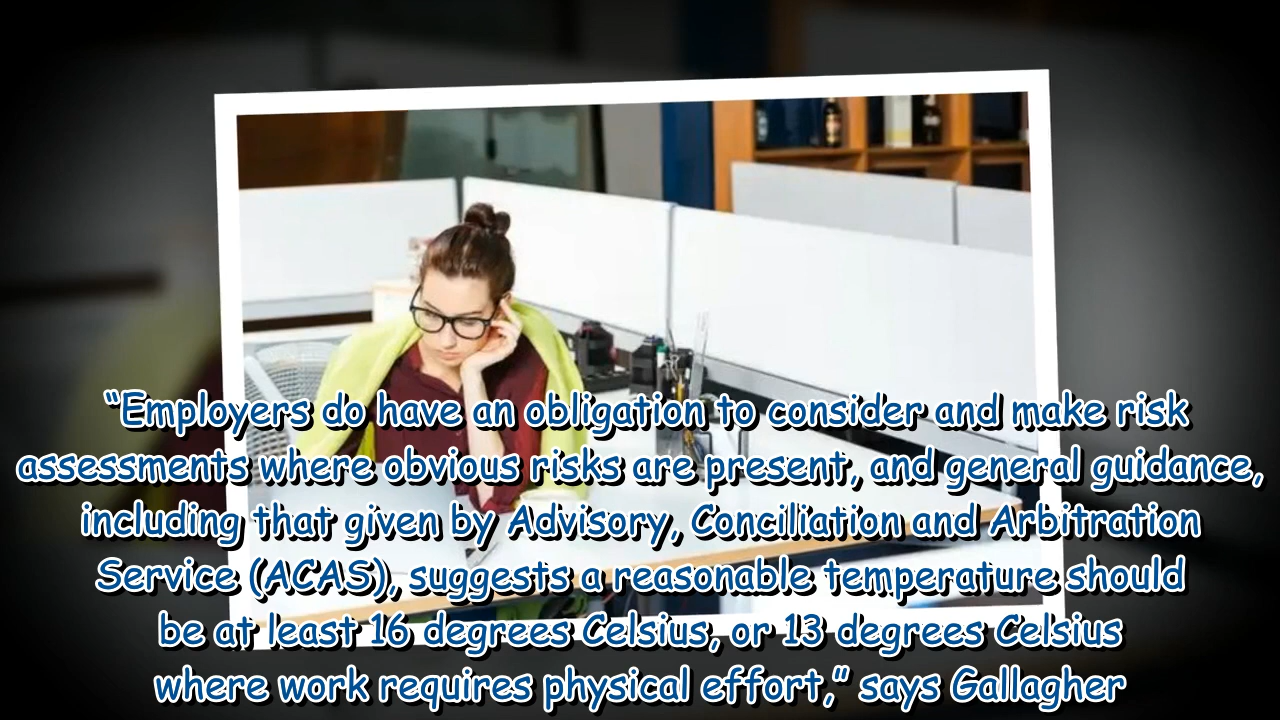 “Employers do have an obligation to consider and make risk
assessments where obvious risks are present, and general guidance,
including that given by Advisory, Conciliation and Arbitration
Service (ACAS), suggests a reasonable temperature should
be at least 16 degrees Celsius, or 13 degrees Celsius
where work requires physical effort,” says Gallagher